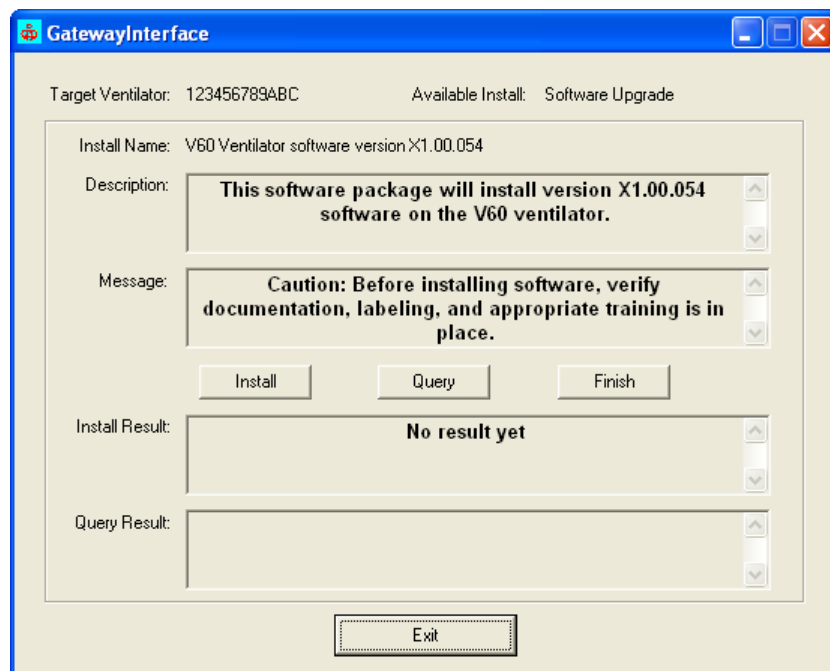 GatewayInterface
Target Ventilator: 123456789ABC Available Install: Software Upgrade
Install Name: V60 Ventilator software version X1.00.054
Description: This software package will install version X1.00.054
software on the V60 ventilator.
Message: Caution: Before installing software, verify
documentation, labeling, and appropriate training is in
place.
Install Query Finish
Install Result: No result yet
Query Result:
Exit